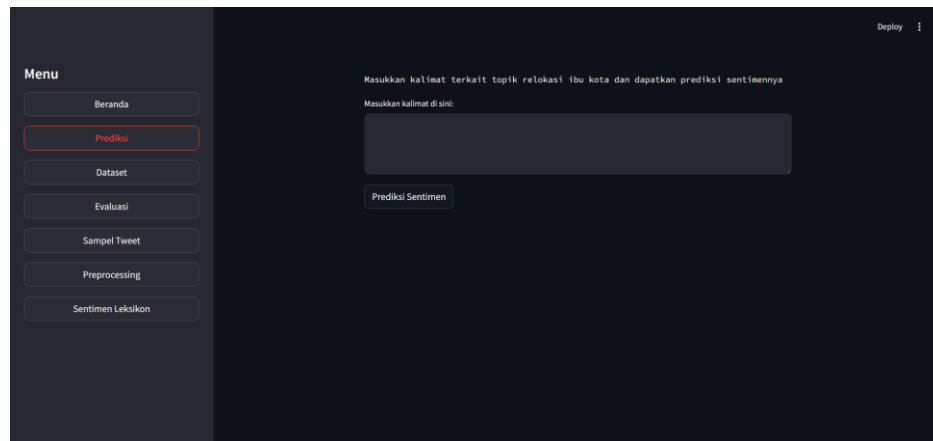 Deploy
Menu
Beranda
Prediksi
Dataset
Evaluasi
Sampel Tweet
Preprocessing
Sentimen Leksikon
Masukkan kalimat terkait topik relokasi ibu kota dan dapatkan prediksi sentimennya
Masukkan kalimat di sini:
Prediksi Sentimen